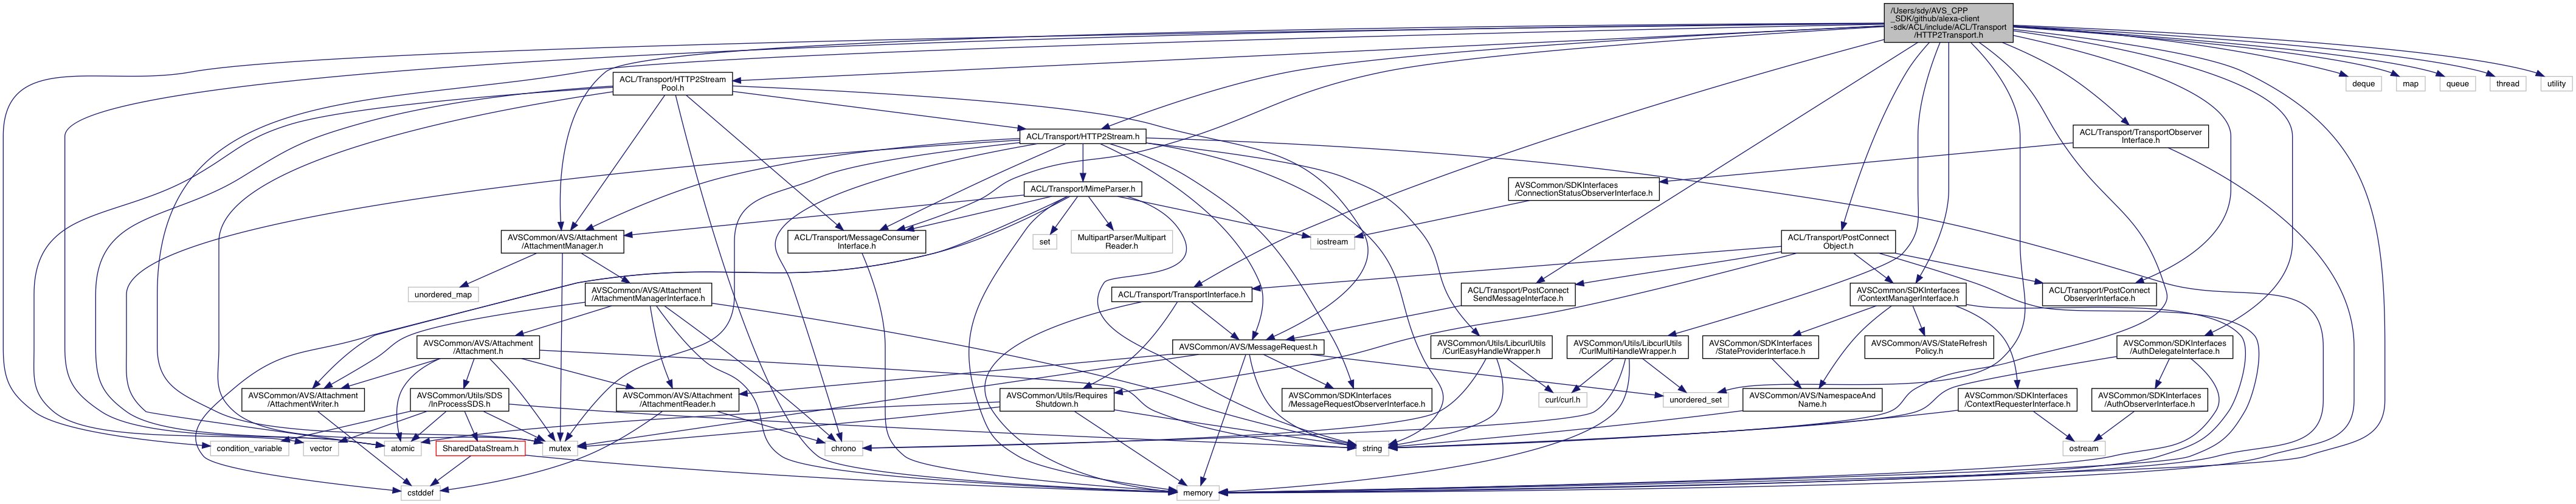 /Users/sdy/AVS_CPP
_SDK/github/alexa-client
-sdk/ACL/include/ACL/Transport
/HTTP2Transport.h
ACL/Transport/HTTP2Stream
Pool.h
deque
map
queue
thread
utility
ACL/Transport/HTTP2Stream.h
ACL/Transport/TransportObserver
Interface.h
ACL/Transport/MimeParser.h
AVSCommon/SDKInterfaces
/ConnectionStatusObserverInterface.h
AVSCommon/AVS/Attachment
/AttachmentManager.h
ACL/Transport/MessageConsumer
Interface.h
set
MultipartParser/Multipart
Reader.h
iostream
ACL/Transport/PostConnect
Object.h
unordered_map
AVSCommon/AVS/Attachment
/AttachmentManagerInterface.h
ACL/Transport/TransportInterface.h
ACL/Transport/PostConnect
SendMessageInterface.h
AVSCommon/SDKInterfaces
/ContextManagerInterface.h
ACL/Transport/PostConnect
ObserverInterface.h
AVSCommon/AVS/Attachment
/Attachment.h
AVSCommon/AVS/MessageRequest.h
AVSCommon/Utils/LibcurlUtils
/CurlEasyHandleWrapper.h
AVSCommon/Utils/LibcurlUtils
/CurlMultiHandleWrapper.h
AVSCommon/SDKInterfaces
/StateProviderInterface.h
AVSCommon/AVS/StateRefresh
Policy.h
AVSCommon/SDKInterfaces
/AuthDelegateInterface.h
AVSCommon/AVS/Attachment
/AttachmentWriter.h
AVSCommon/Utils/SDS
/InProcessSDS.h
AVSCommon/AVS/Attachment
/AttachmentReader.h
AVSCommon/Utils/Requires
Shutdown.h
AVSCommon/SDKInterfaces
/MessageRequestObserverInterface.h
curl/curl.h
unordered_set
AVSCommon/AVS/NamespaceAnd
Name.h
AVSCommon/SDKInterfaces
/ContextRequesterInterface.h
AVSCommon/SDKInterfaces
/AuthObserverInterface.h
condition_variable
vector
atomic
SharedDataStream.h
mutex
chrono
string
ostream
cstddef
memory